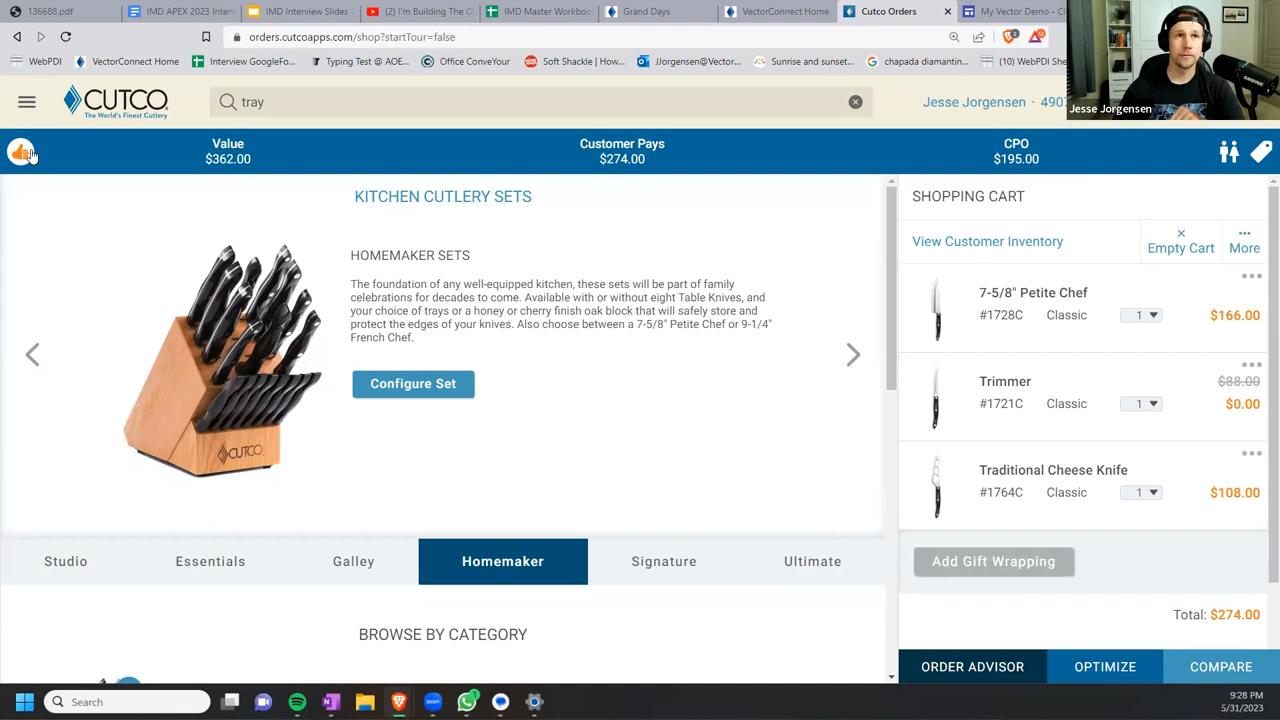 136688.pdf
IMD APEX 2023 Interv
IMD Interview Slides -
(2) I'm Building The O
IMD Master Workboo
Grand Days
VectorConnect Home
Cutco Orders
My Vector Demo - Cl
orders.cutcoapps.com/shop?startTour=false
WebPDI
VectorConnect Home
Interview GoogleFo...
Typing Test @ AOE...
Office ComeYour
Soft Shackle | How...
JJorgensen@Vector...
Sunrise and sunset...
chapada diamantin...
(10) WebPDI Shee
CUTCO
The World's Finest Cutlery
tray
Jesse Jorgensen · 490
Jesse Jorgensen
Value
$362.00
Customer Pays
$274.00
CPO
$195.00
KITCHEN CUTLERY SETS
HOMEMAKER SETS
The foundation of any well-equipped kitchen, these sets will be part of family
celebrations for decades to come. Available with or without eight Table Knives, and
your choice of trays or a honey or cherry finish oak block that will safely store and
protect the edges of your knives. Also choose between a 7-5/8" Petite Chef or 9-1/4"
French Chef.
Configure Set
CUTCO
Studio
Essentials
Galley
Homemaker
Signature
Ultimate
BROWSE BY CATEGORY
SHOPPING CART
View Customer Inventory
Empty Cart
More
7-5/8" Petite Chef
#1728C Classic 1 $166.00
Trimmer $88.00
#1721C Classic 1 $0.00
Traditional Cheese Knife
#1764C Classic 1 $108.00
Add Gift Wrapping
Total: $274.00
ORDER ADVISOR
OPTIMIZE
COMPARE
Search
9:28 PM
5/31/2023